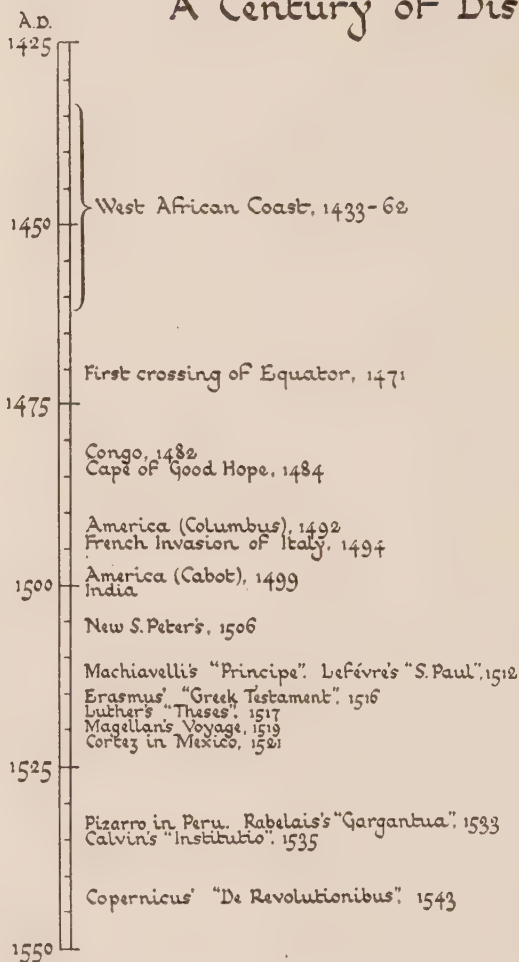 A Century of Dis
A.D.
1425
West African Coast, 1433-62
1450
First crossing of Equator, 1471
1475
Congo, 1482
Cape of Good Hope, 1484
America (Columbus), 1492
French Invasion of Italy, 1494
America (Cabot), 1499
1500
India
New S. Peter's, 1506
Machiavelli's "Principe". Lefévre's "S. Paul", 1512
Erasmus' "Greek Testament". 1516
Luther's "Theses". 1517
Magellan's Voyage, 1519
Cortez in Mexico, 1521
1525
Pizarro in Peru. Rabelais's "Gargantua". 1533
Calvin's "Institutio". 1535
Copernicus' "De Revolutionibus". 1543
1550